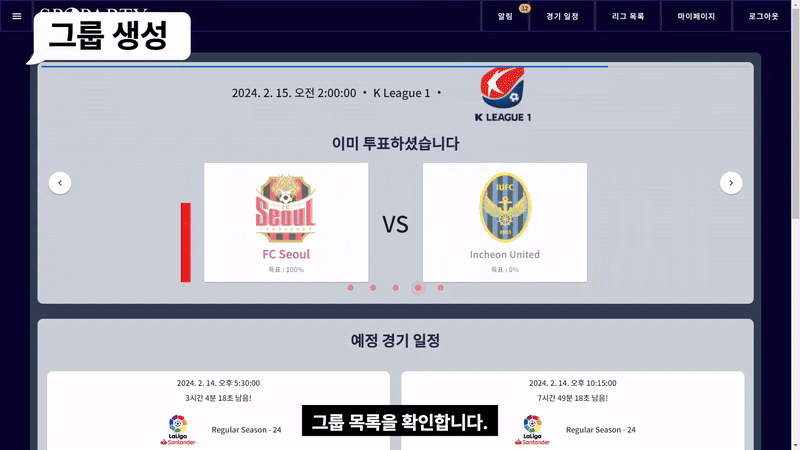 SPOPARTY
그룹 생성
알림
12
경기 일정
리그 목록
마이페이지
로그아웃
2024. 2. 15. 오전 2:00:00 • K League 1 •
K LEAGUE 1
이미 투표하셨습니다
FC
Seoul
FC Seoul
득표 : 100%
VS
IUFC
2003
Incheon United
득표 : 0%
예정 경기 일정
2024. 2. 14. 오후 5:30:00
3시간 4분 18초 남음!
LaLiga
Santander
Regular Season - 24
2024. 2. 14. 오후 10:15:00
7시간 49분 18초 남음!
LaLiga
Santander
Regular Season - 24
그룹 목록을 확인합니다.